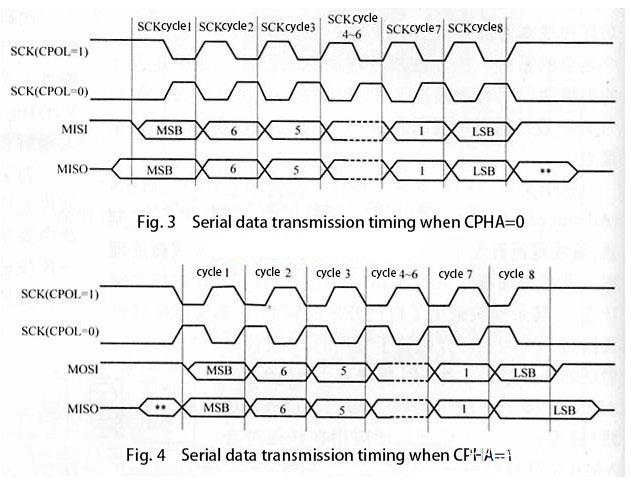 SCKcycle1 SCKcycle2 SCKcycle3 SCK cycle 4~6 SCKcycle7 SCKcycle8
SCK(CPOL=1)
SCK(CPOL=0)
MISI MSB 6 5 1 LSB
MISO MSB 6 5 1 LSB **
Fig. 3 Serial data transmission timing when CPHA=0
cycle 1 cycle 2 cycle 3 cycle 4~6 cycle 7 cycle 8
SCK(CPOL=1)
SCK(CPOL=0)
MOSI MSB 6 5 1 LSB
MISO ** MSB 6 5 1 LSB
Fig. 4 Serial data transmission timing when CPHA=1